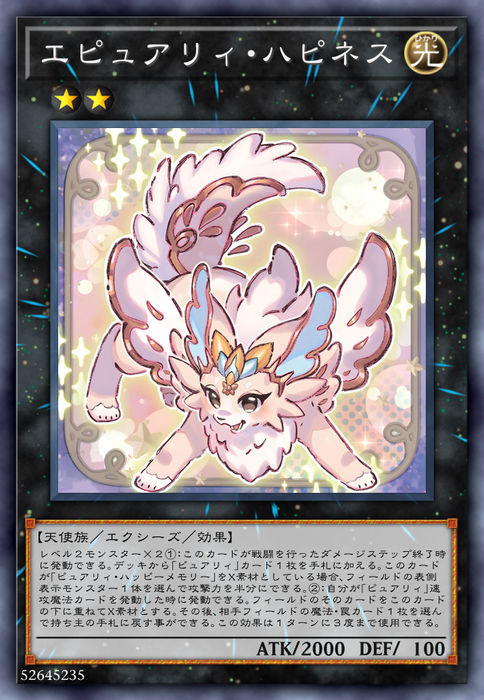 エピュアリィ・ハピネス
ひかり
光
【天使族／エクシーズ／効果】
レベル２モンスター×２①：このカードが戦闘を行ったダメージステップ終了時
に発動できる。デッキから「ピュアリィ」カード１枚を手札に加える。このカード
が「ピュアリィ・ハッピーメモリー」をX素材としている場合、フィールドの表側
表示モンスター１体を選んで攻撃力を半分にできる。②：自分が「ピュアリィ」速
攻魔法カードを発動した時に発動できる。フィールドのそのカードをこのカード
の下に重ねてX素材とする。その後、相手フィールドの魔法・罠カード１枚を選ん
で持ち主の手札に戻す事ができる。この効果は１ターンに３度まで使用できる。
ATK/2000 DEF/ 100
52645235